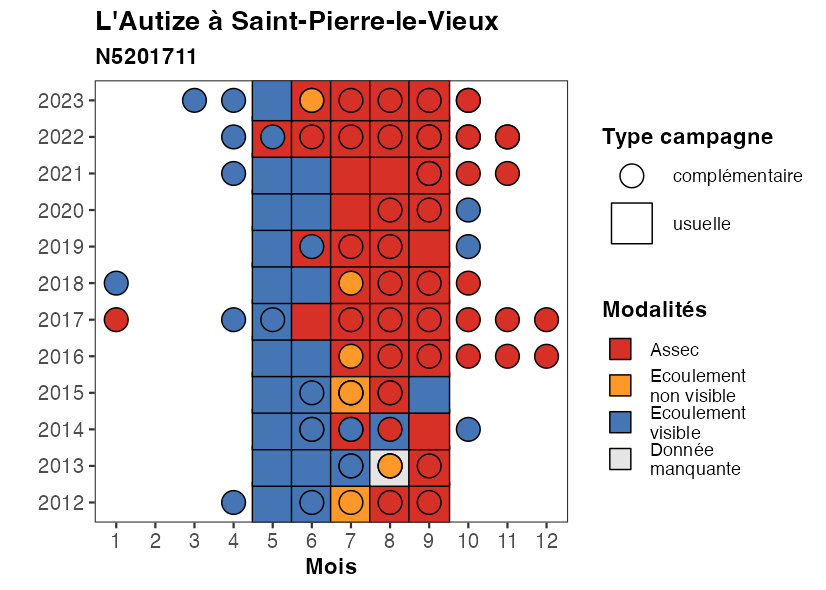 L'Autize à Saint-Pierre-le-Vieux
N5201711
2023
2022
2021
2020
2019
2018
2017
2016
2015
2014
2013
2012
1 2 3 4 5 6 7 8 9 10 11 12
Mois
Type campagne
complémentaire
usuelle
Modalités
Assec
Ecoulement
non visible
Ecoulement
visible
Donnée
manquante